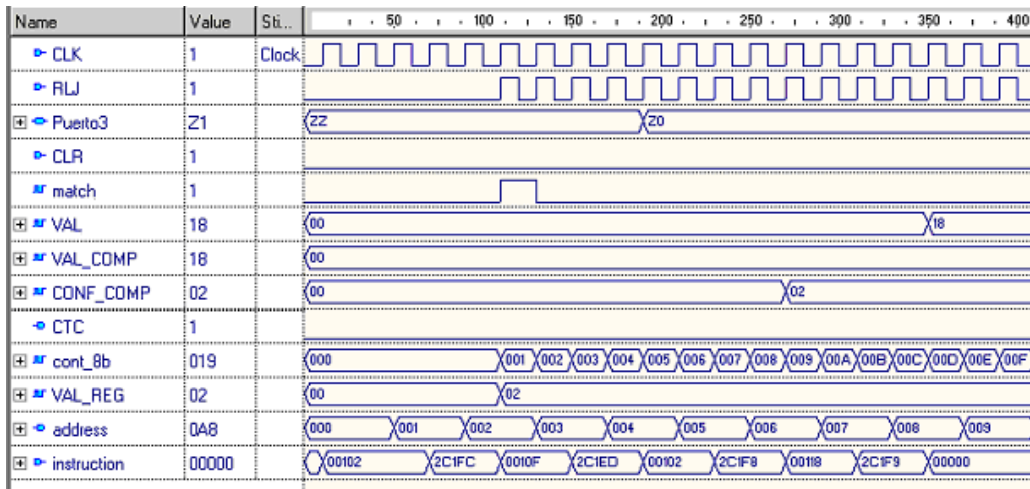 Name Value Sti... 50 100 150 200 250 300 350 400
CLK 1 Clock
RLJ 1
Puerto3 Z1 ZZ Z0
CLR 1
match 1
VAL 18 00 18
VAL_COMP 18 00
CONF_COMP 02 00 02
CTC 1
cont_8b 019 000 001 002 003 004 005 006 007 008 009 00A 00B 00C 00D 00E 00F
VAL_REG 02 00 02
address 0A8 000 001 002 003 004 005 006 007 008 009
instruction 00000 00102 2C1FC 0010F 2C1ED 00102 2C1F8 00118 2C1F9 00000